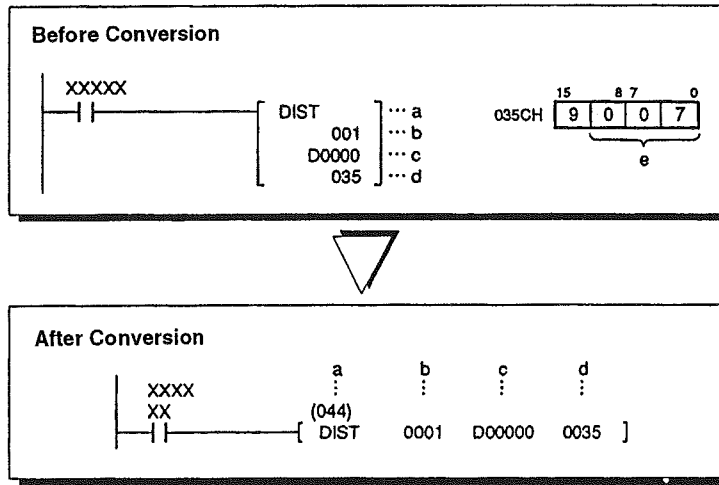 Before Conversion
XXXXX
DIST ··· a
001 ··· b
D0000 ··· c
035 ··· d
15 8 7 0
035CH 9 0 0 7
e
After Conversion
a b c d
XXXX
XX (044)
[ DIST 0001 D00000 0035 ]